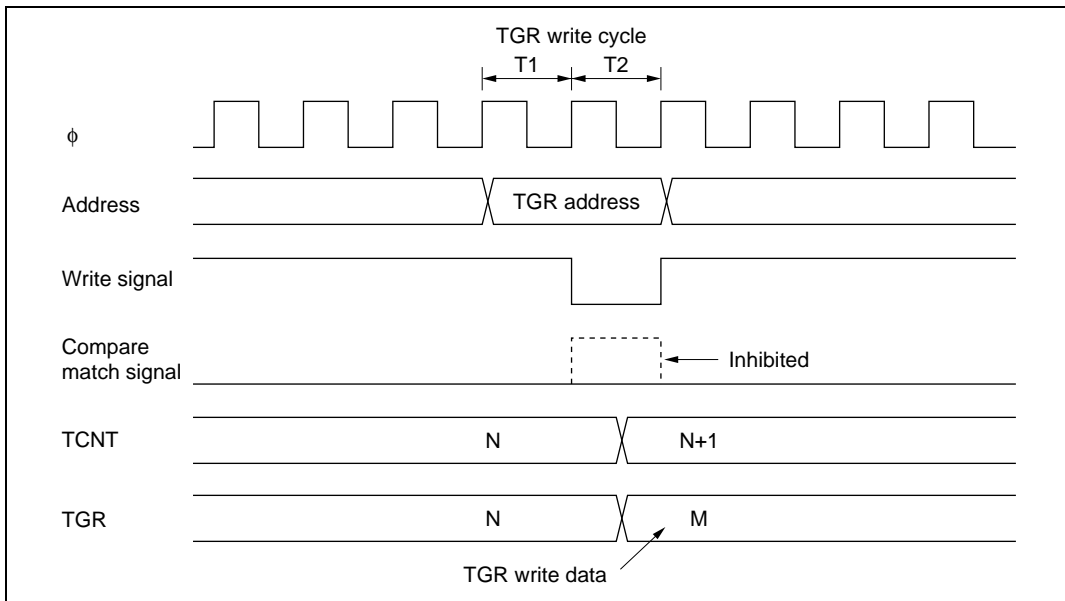 TGR write cycle
T1 T2
ϕ
Address TGR address
Write signal
Compare
match signal Inhibited
TCNT N N+1
TGR N M
TGR write data